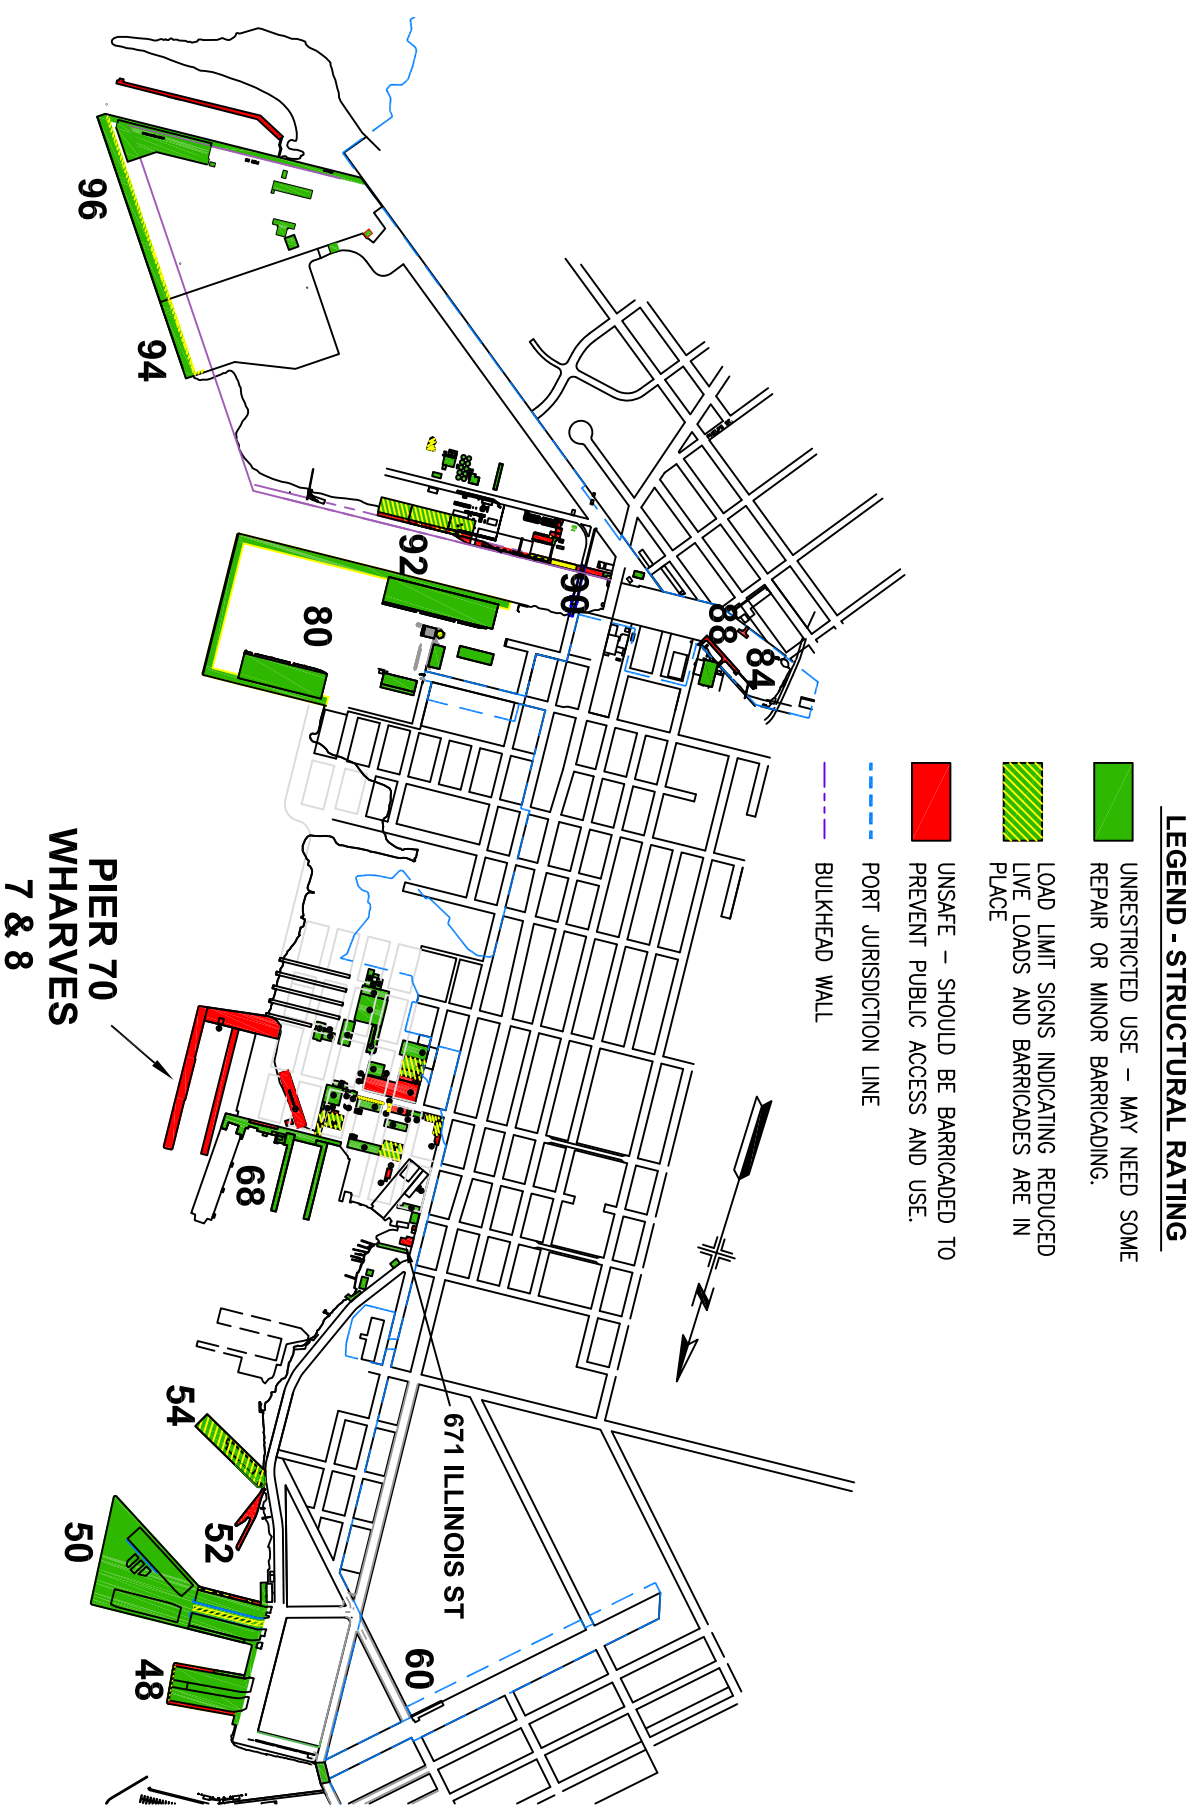 LEGEND - STRUCTURAL RATING
UNRESTRICTED USE – MAY NEED SOME
REPAIR OR MINOR BARRICADING.
LOAD LIMIT SIGNS INDICATING REDUCED
LIVE LOADS AND BARRICADES ARE IN
PLACE
UNSAFE – SHOULD BE BARRICADED TO
PREVENT PUBLIC ACCESS AND USE.
PORT JURISDICTION LINE
BULKHEAD WALL
N
96
94
92
90
88
84
80
PIER 70
WHARVES
7 & 8
68
671 ILLINOIS ST
54
52
50
48
60